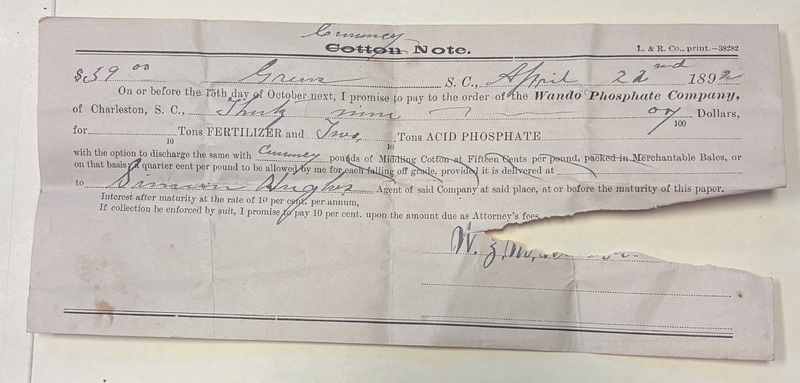 Currency
Cotton Note.
L. & R. Co., print.—38282
$39 00 Greers S. C., April 22nd 1892
On or before the 15th day of October next, I promise to pay to the order of the Wando Phosphate Company,
of Charleston, S. C., Thirty nine 00/100 Dollars,
for Tons FERTILIZER and Two Tons ACID PHOSPHATE
10 10
with the option to discharge the same with Currency pounds of Middling Cotton at Fifteen Cents per pound, packed in Merchantable Bales, or
on that basis; a quarter cent per pound to be allowed by me for each falling off grade, provided it is delivered at
to Simeon Hughes Agent of said Company at said place, at or before the maturity of this paper.
Interest after maturity at the rate of 10 per cent. per annum,
If collection be enforced by suit, I promise to pay 10 per cent. upon the amount due as Attorney's fees.
W.